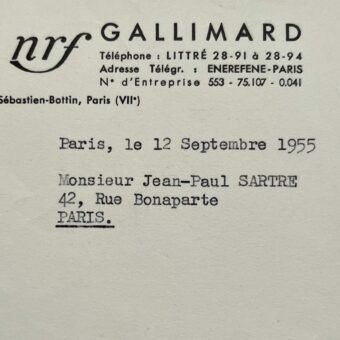 nrf GALLIMARD
Téléphone : LITTRÉ 28-91 à 28-94
Adresse Télégr. : ENEREFENE-PARIS
N° d'Entreprise 553 - 75.107 - 0.041
Sébastien-Bottin, Paris (VIIe)
Paris, le 12 Septembre 1955
Monsieur Jean-Paul SARTRE
42, Rue Bonaparte
PARIS.